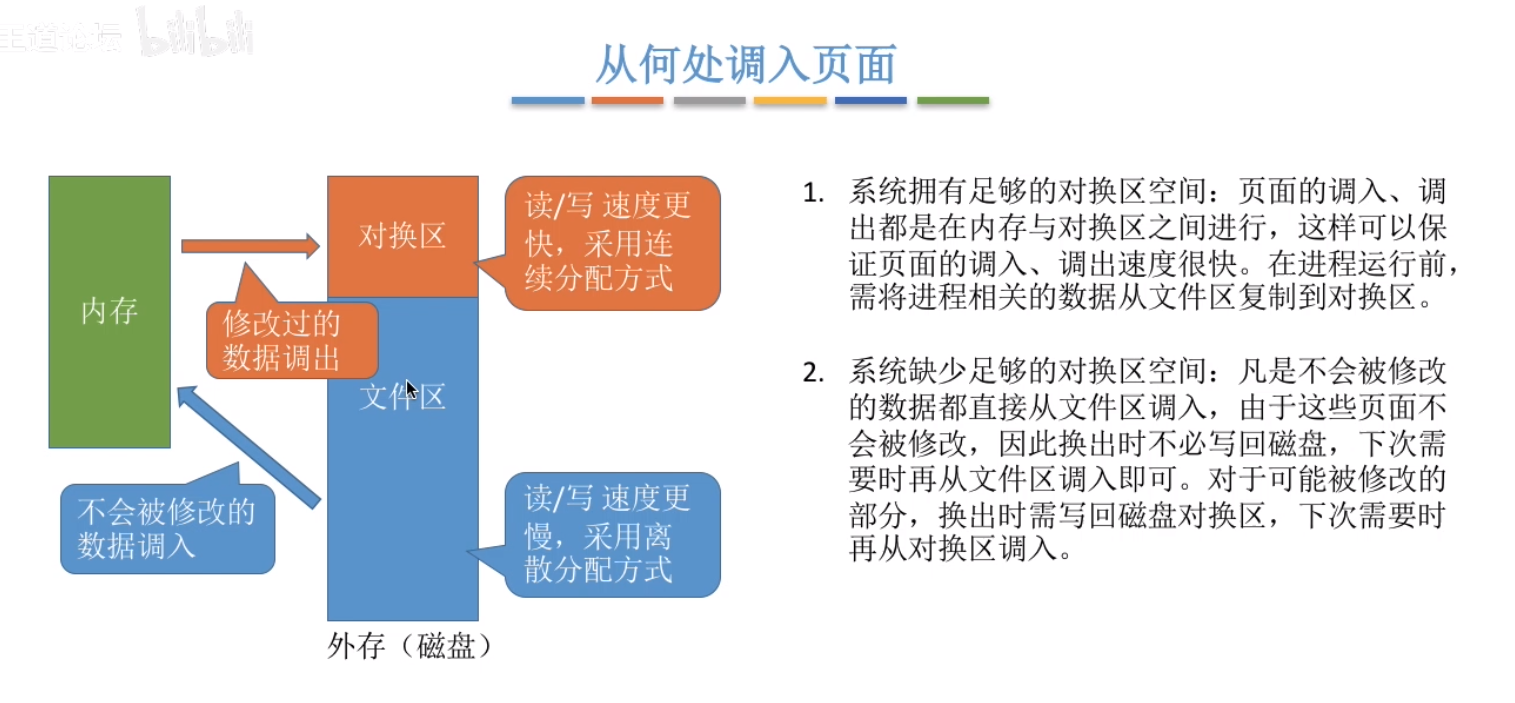 王道论坛 bilibili
从何处调入页面
内存
对换区
文件区
外存（磁盘）
修改过的
数据调出
不会被修改的
数据调入
读/写 速度更
快，采用连
续分配方式
读/写 速度更
慢，采用离
散分配方式
1. 系统拥有足够的对换区空间：页面的调入、调
出都是在内存与对换区之间进行，这样可以保
证页面的调入、调出速度很快。在进程运行前，
需将进程相关的数据从文件区复制到对换区。
2. 系统缺少足够的对换区空间：凡是不会被修改
的数据都直接从文件区调入，由于这些页面不
会被修改，因此换出时不必写回磁盘，下次需
要时再从文件区调入即可。对于可能被修改的
部分，换出时需写回磁盘对换区，下次需要时
再从对换区调入。